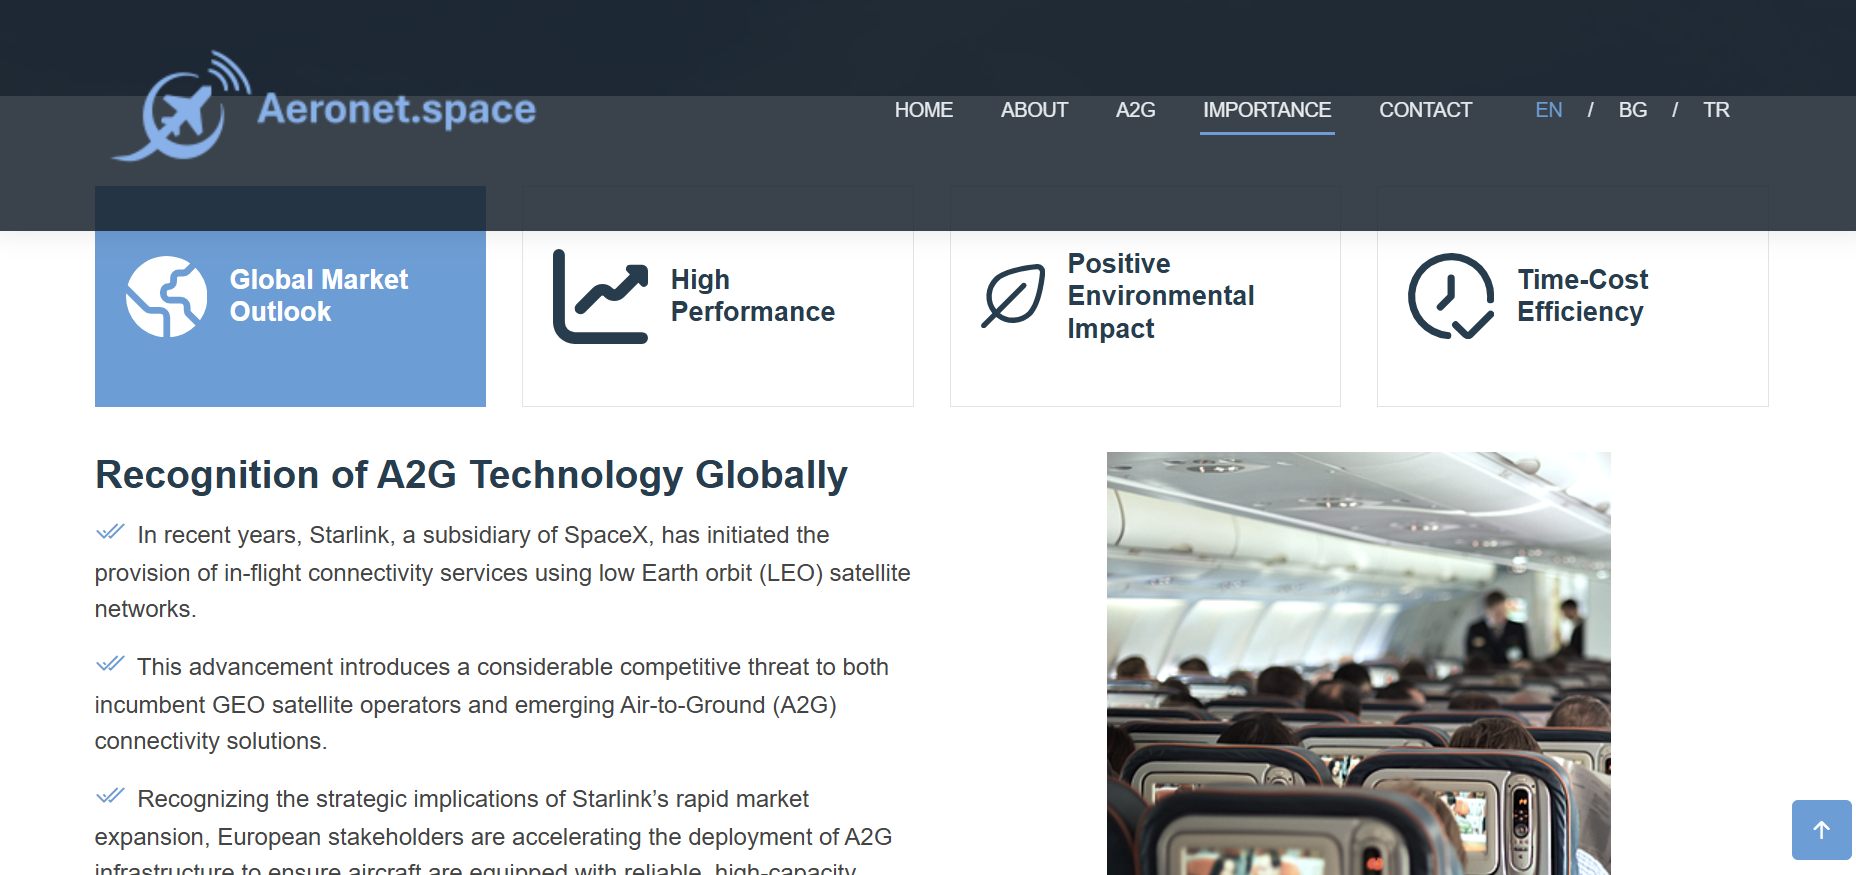 Aeronet.space
HOME ABOUT A2G IMPORTANCE CONTACT EN / BG / TR
Global Market
Outlook
High
Performance
Positive
Environmental
Impact
Time-Cost
Efficiency
Recognition of A2G Technology Globally
In recent years, Starlink, a subsidiary of SpaceX, has initiated the
provision of in-flight connectivity services using low Earth orbit (LEO) satellite
networks.
This advancement introduces a considerable competitive threat to both
incumbent GEO satellite operators and emerging Air-to-Ground (A2G)
connectivity solutions.
Recognizing the strategic implications of Starlink’s rapid market
expansion, European stakeholders are accelerating the deployment of A2G
infrastructure to ensure aircraft are equipped with reliable, high-capacity